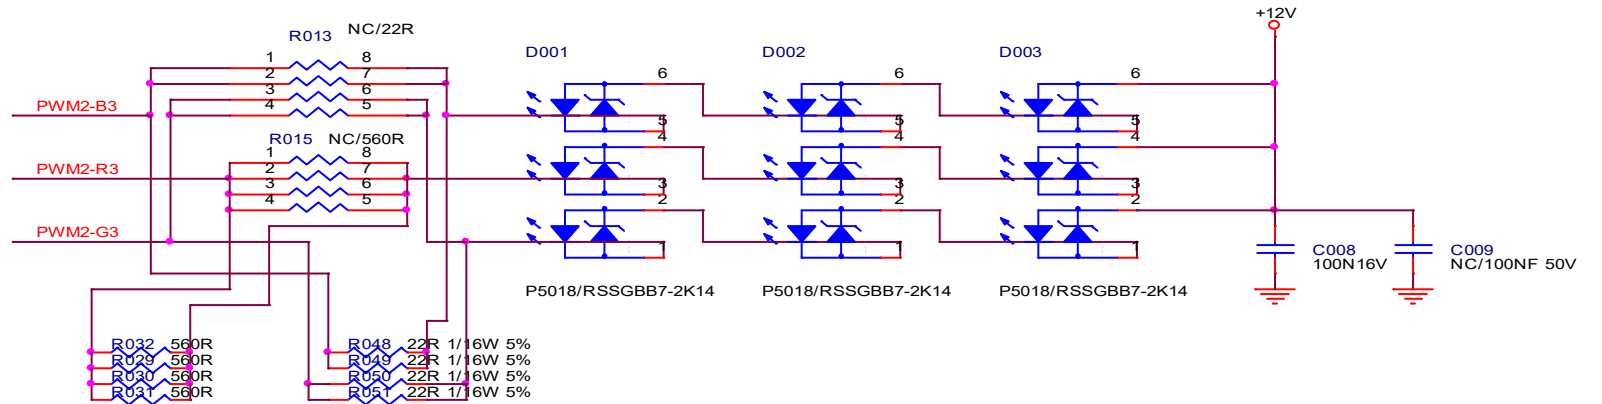 +12V
R013 NC/22R
1 8
2 7
3 6
4 5
D001 D002 D003
6 6 6
PWM2-B3
5 5 5
4 4 4
R015 NC/560R
1 8
2 7
3 6
4 5
PWM2-R3
3 3 3
2 2 2
PWM2-G3
1 1 1
C008 C009
100N16V NC/100NF 50V
P5018/RSSGBB7-2K14 P5018/RSSGBB7-2K14 P5018/RSSGBB7-2K14
R032 560R R048 22R 1/16W 5%
R029 560R R049 22R 1/16W 5%
R030 560R R050 22R 1/16W 5%
R031 560R R051 22R 1/16W 5%